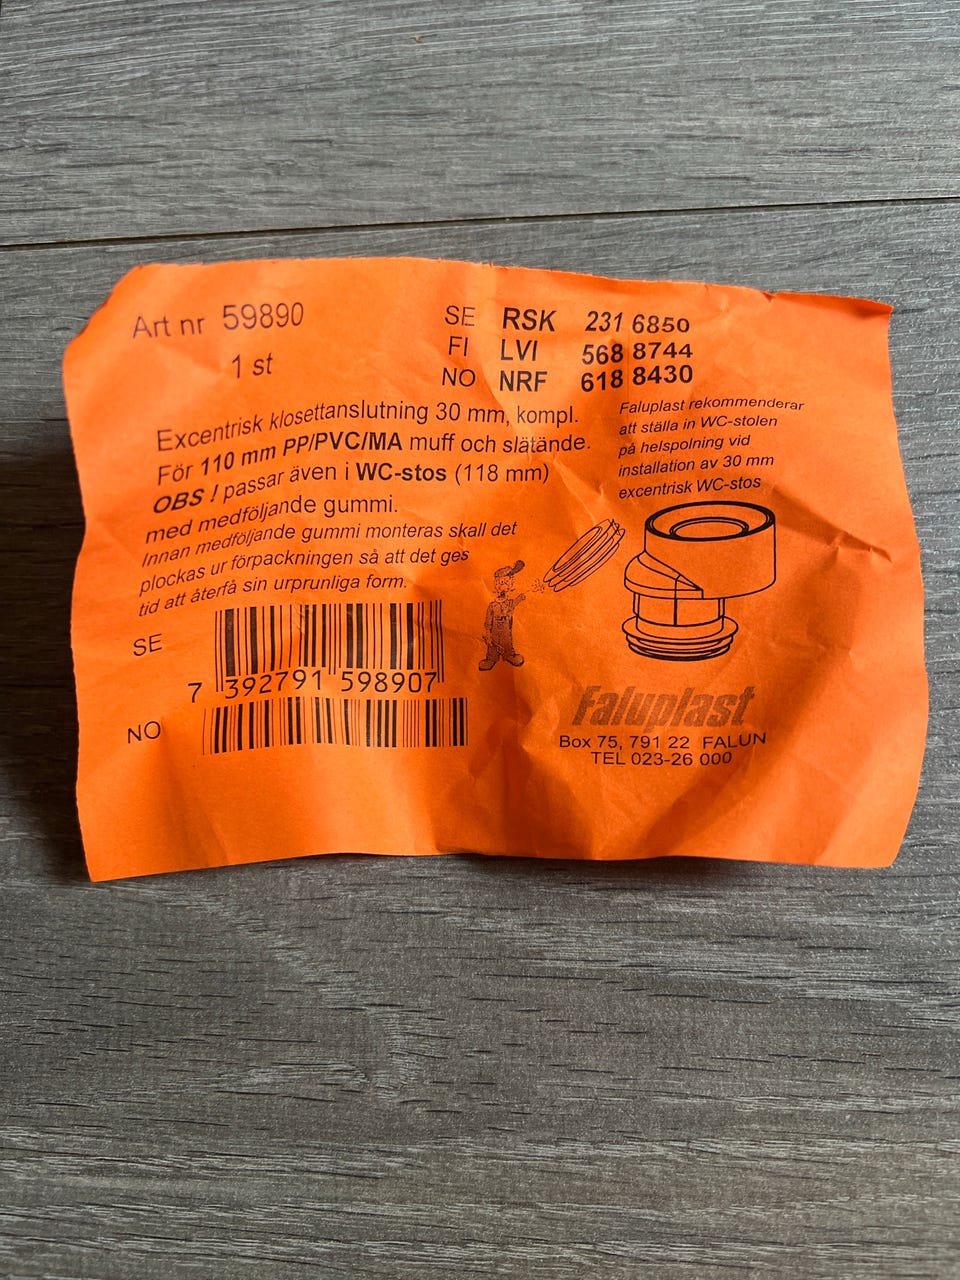 Art nr 59890
1 st
SE RSK 231 6850
FI LVI 568 8744
NO NRF 618 8430
Excentrisk klosettanslutning 30 mm, kompl.
För 110 mm PP/PVC/MA muff och slätände.
OBS ! passar även i WC-stos (118 mm)
med medföljande gummi.
Innan medföljande gummi monteras skall det
plockas ur förpackningen så att det ges
tid att återfå sin urprunliga form.
Faluplast rekommenderar
att ställa in WC-stolen
på helspolning vid
installation av 30 mm
excentrisk WC-stos
SE
7 392791 598907
NO
Faluplast
Box 75, 791 22 FALUN
TEL 023-26 000